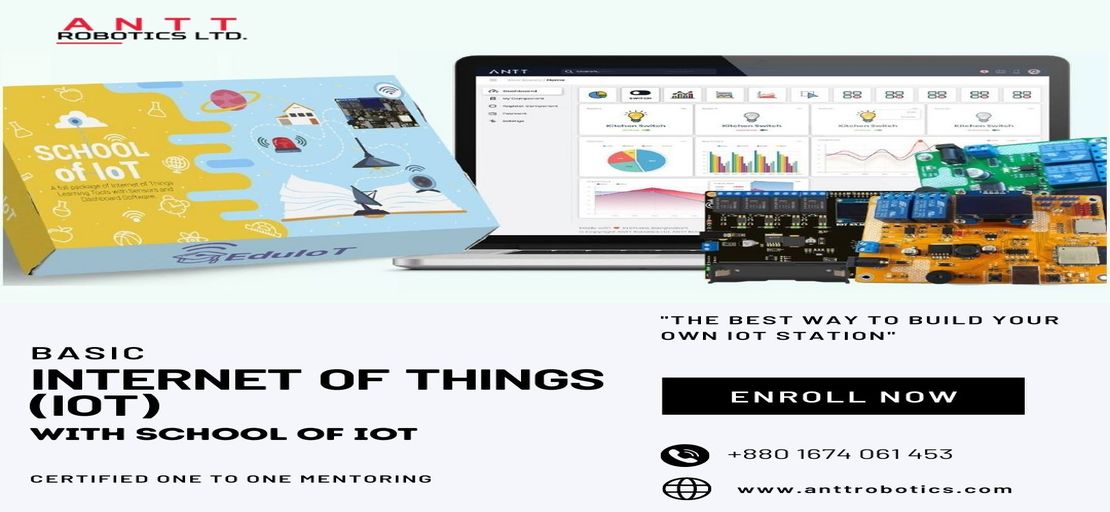 ANTT
ROBOTICS LTD.
SCHOOL
of IoT
A full package of Internet of Things
Learning Tools with Sensors and
Dashboard Software.
EduIoT
ANTT
Dashboard
Kitchen Switch
Kitchen Switch
Kitchen Switch
Kitchen Switch
"THE BEST WAY TO BUILD YOUR
OWN IOT STATION"
BASIC
INTERNET OF THINGS
(IOT)
WITH SCHOOL OF IOT
CERTIFIED ONE TO ONE MENTORING
ENROLL NOW
+880 1674 061 453
www.anttrobotics.com